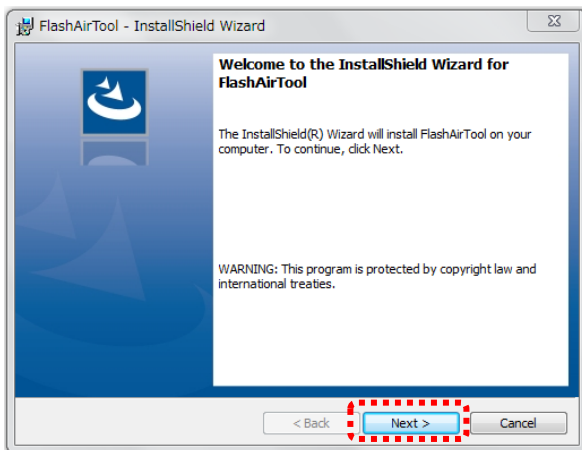 FlashAirTool - InstallShield Wizard
Welcome to the InstallShield Wizard for
FlashAirTool
The InstallShield(R) Wizard will install FlashAirTool on your
computer. To continue, click Next.
WARNING: This program is protected by copyright law and
international treaties.
< Back Next > Cancel